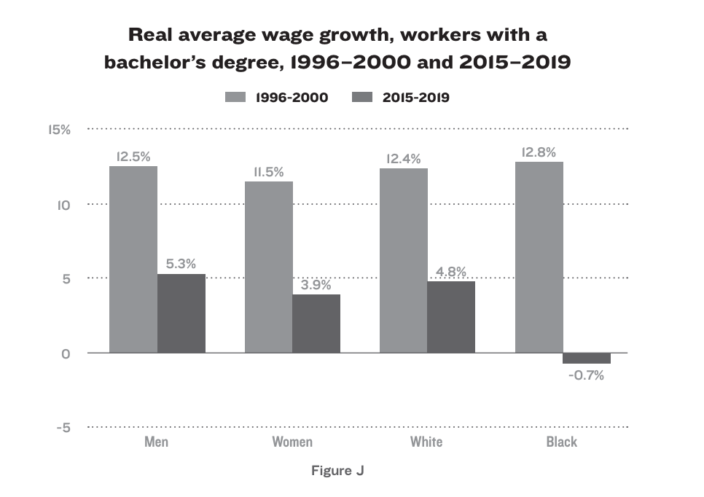 Real average wage growth, workers with a
bachelor's degree, 1996–2000 and 2015–2019
1996-2000 2015-2019
15%
12.5% 11.5% 12.4% 12.8%
10
5.3% 3.9% 4.8%
5
0
-0.7%
-5
Men Women White Black
Figure J